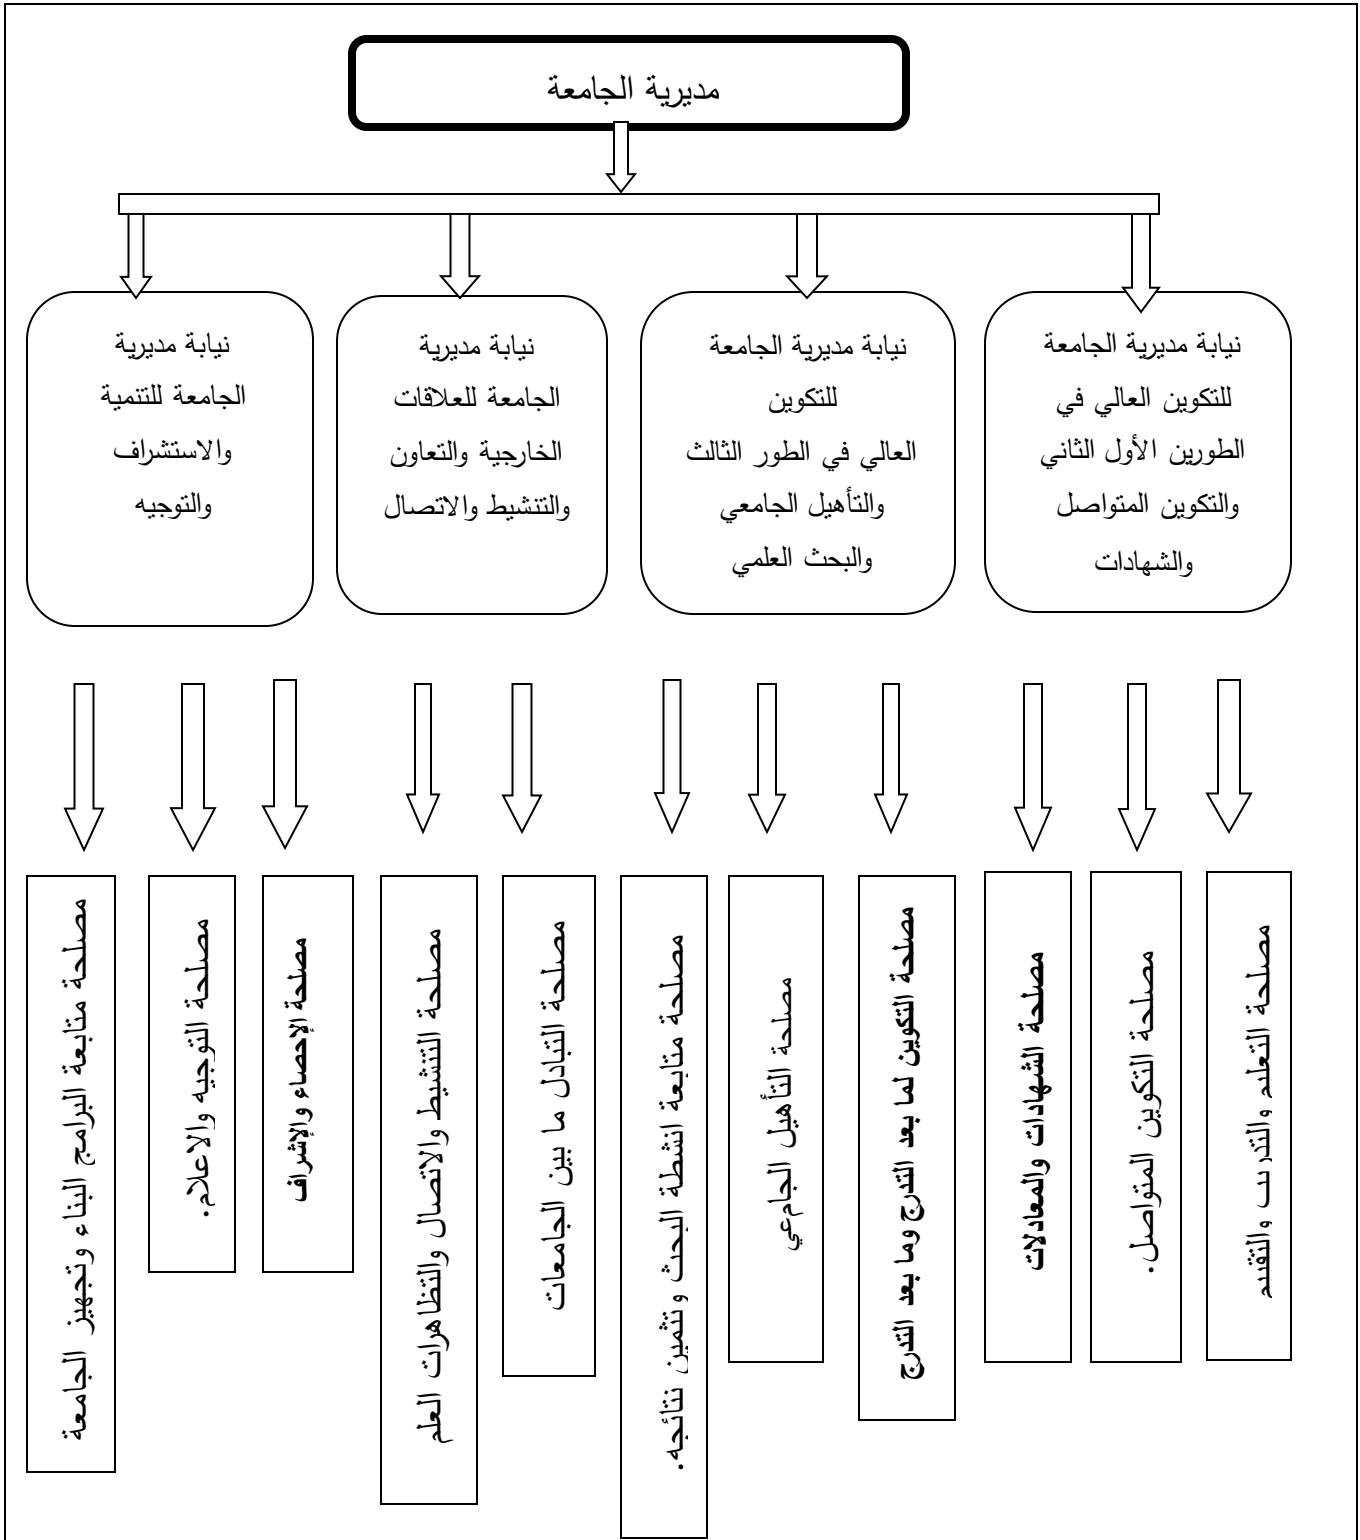 مديرية الجامعة
نيابة مديرية الجامعة
للتكوين العالي في
الطورين الأول الثاني
والتكوين المتواصل
والشهادات
نيابة مديرية الجامعة
للتكوين
العالي في الطور الثالث
والتأهيل الجامعي
والبحث العلمي
نيابة مديرية
الجامعة للعلاقات
الخارجية والتعاون
والتنشيط والاتصال
نيابة مديرية
الجامعة للتنمية
والاستشراف
والتوجيه
مصلحة التعليم والتدريب والتقييم
مصلحة التكوين المتواصل.
مصلحة الشهادات والمعادلات
مصلحة التكوين لما بعد التدرج وما بعد التدرج
مصلحة التأهيل الجامعي
مصلحة متابعة انشطة البحث وتثمين نتائجه.
مصلحة التبادل ما بين الجامعات
مصلحة التنشيط والاتصال والتظاهرات العلم
مصلحة الإحصاء والإشراف
مصلحة التوجيه والاعلام.
مصلحة متابعة البرامج البناء وتجهيز الجامعة